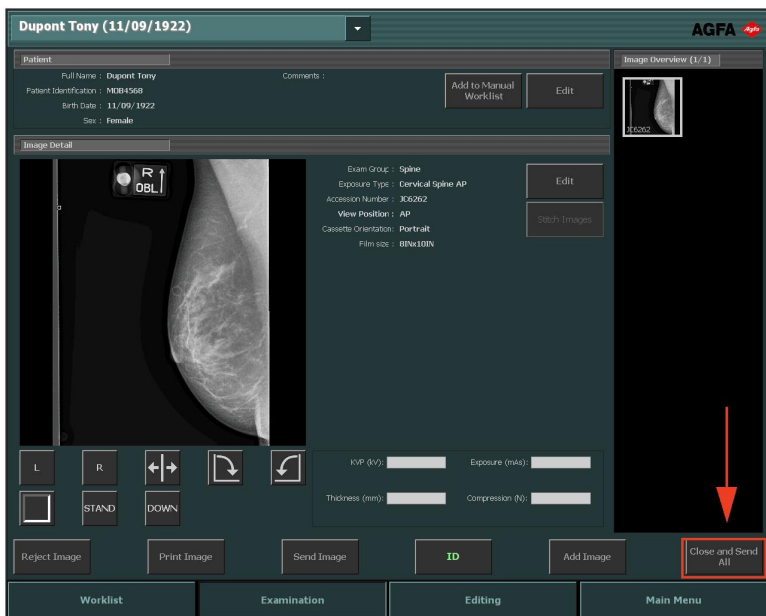 Dupont Tony (11/09/1922)
AGFA
Agfa
Patient
Full Name : Dupont Tony
Comments :
Patient Identification : MOB4568
Birth Date : 11/09/1922
Sex : Female
Add to Manual
Worklist
Edit
Image Overview (1/1)
JC6262
Image Detail
R
OBL
Exam Group : Spine
Exposure Type : Cervical Spine AP
Accession Number : JC6262
View Position : AP
Cassette Orientation: Portrait
Film size : 8INx10IN
Edit
Stitch Images
L
R
STAND
DOWN
KVP (kV):
Exposure (mAs):
Thickness (mm):
Compression (N):
Reject Image
Print Image
Send Image
ID
Add Image
Close and Send
All
Worklist
Examination
Editing
Main Menu